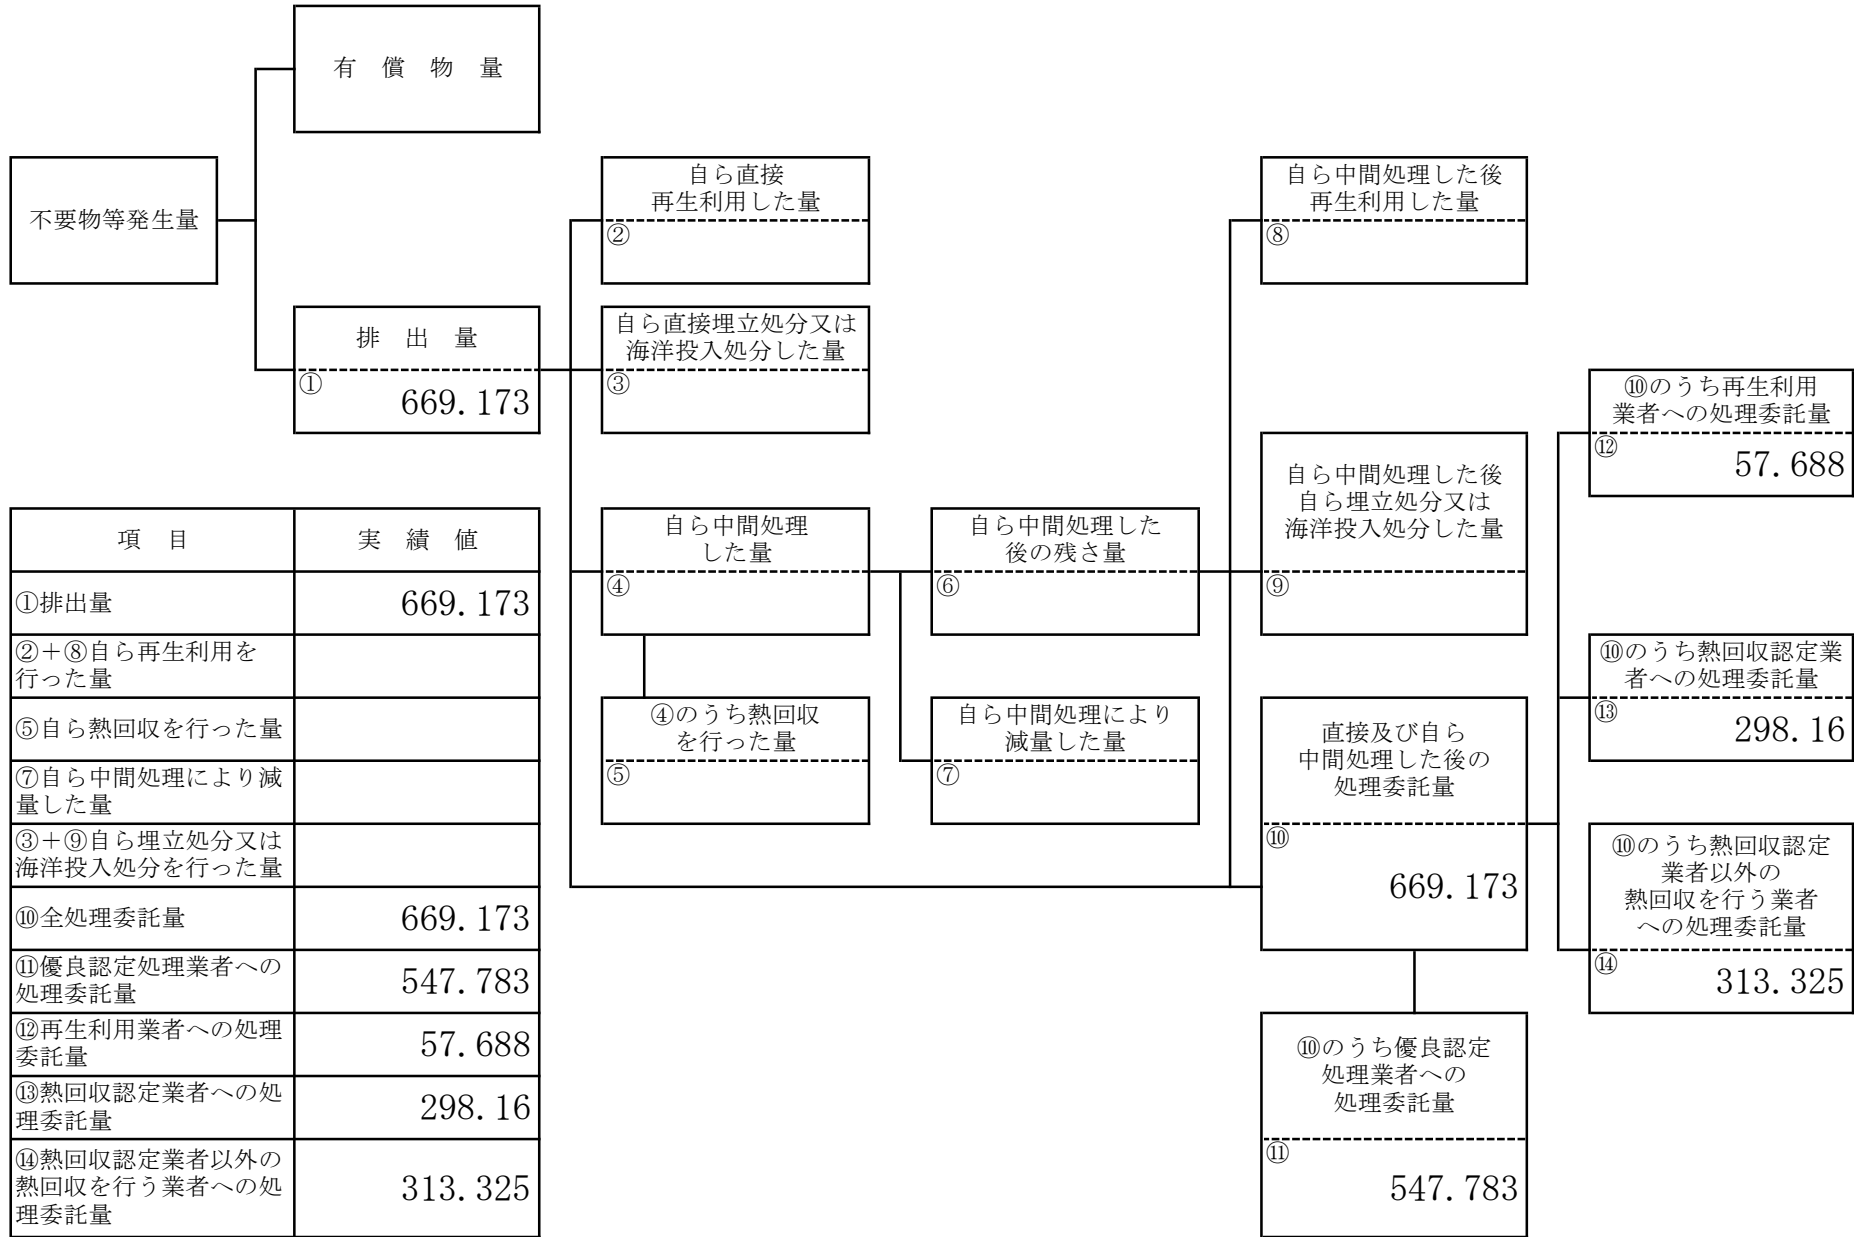 有　償　物　量
不要物等発生量
自ら直接
再生利用した量
②
自ら中間処理した後
再生利用した量
⑧
排　出　量
①
669.173
自ら直接埋立処分又は
海洋投入処分した量
③
⑩のうち再生利用
業者への処理委託量
⑫
57.688
自ら中間処理
した量
④
自ら中間処理した
後の残さ量
⑥
自ら中間処理した後
自ら埋立処分又は
海洋投入処分した量
⑨
⑩のうち熱回収認定業
者への処理委託量
⑬
298.16
④のうち熱回収
を行った量
⑤
自ら中間処理により
減量した量
⑦
直接及び自ら
中間処理した後の
処理委託量
⑩
669.173
⑩のうち熱回収認定
業者以外の
熱回収を行う業者
への処理委託量
⑭
313.325
⑩のうち優良認定
処理業者への
処理委託量
⑪
547.783
項　目
実　績　値
①排出量
669.173
②＋⑧自ら再生利用を
行った量
⑤自ら熱回収を行った量
⑦自ら中間処理により減
量した量
③＋⑨自ら埋立処分又は
海洋投入処分を行った量
⑩全処理委託量
669.173
⑪優良認定処理業者への
処理委託量
547.783
⑫再生利用業者への処理
委託量
57.688
⑬熱回収認定業者への処
理委託量
298.16
⑭熱回収認定業者以外の
熱回収を行う業者への処
理委託量
313.325